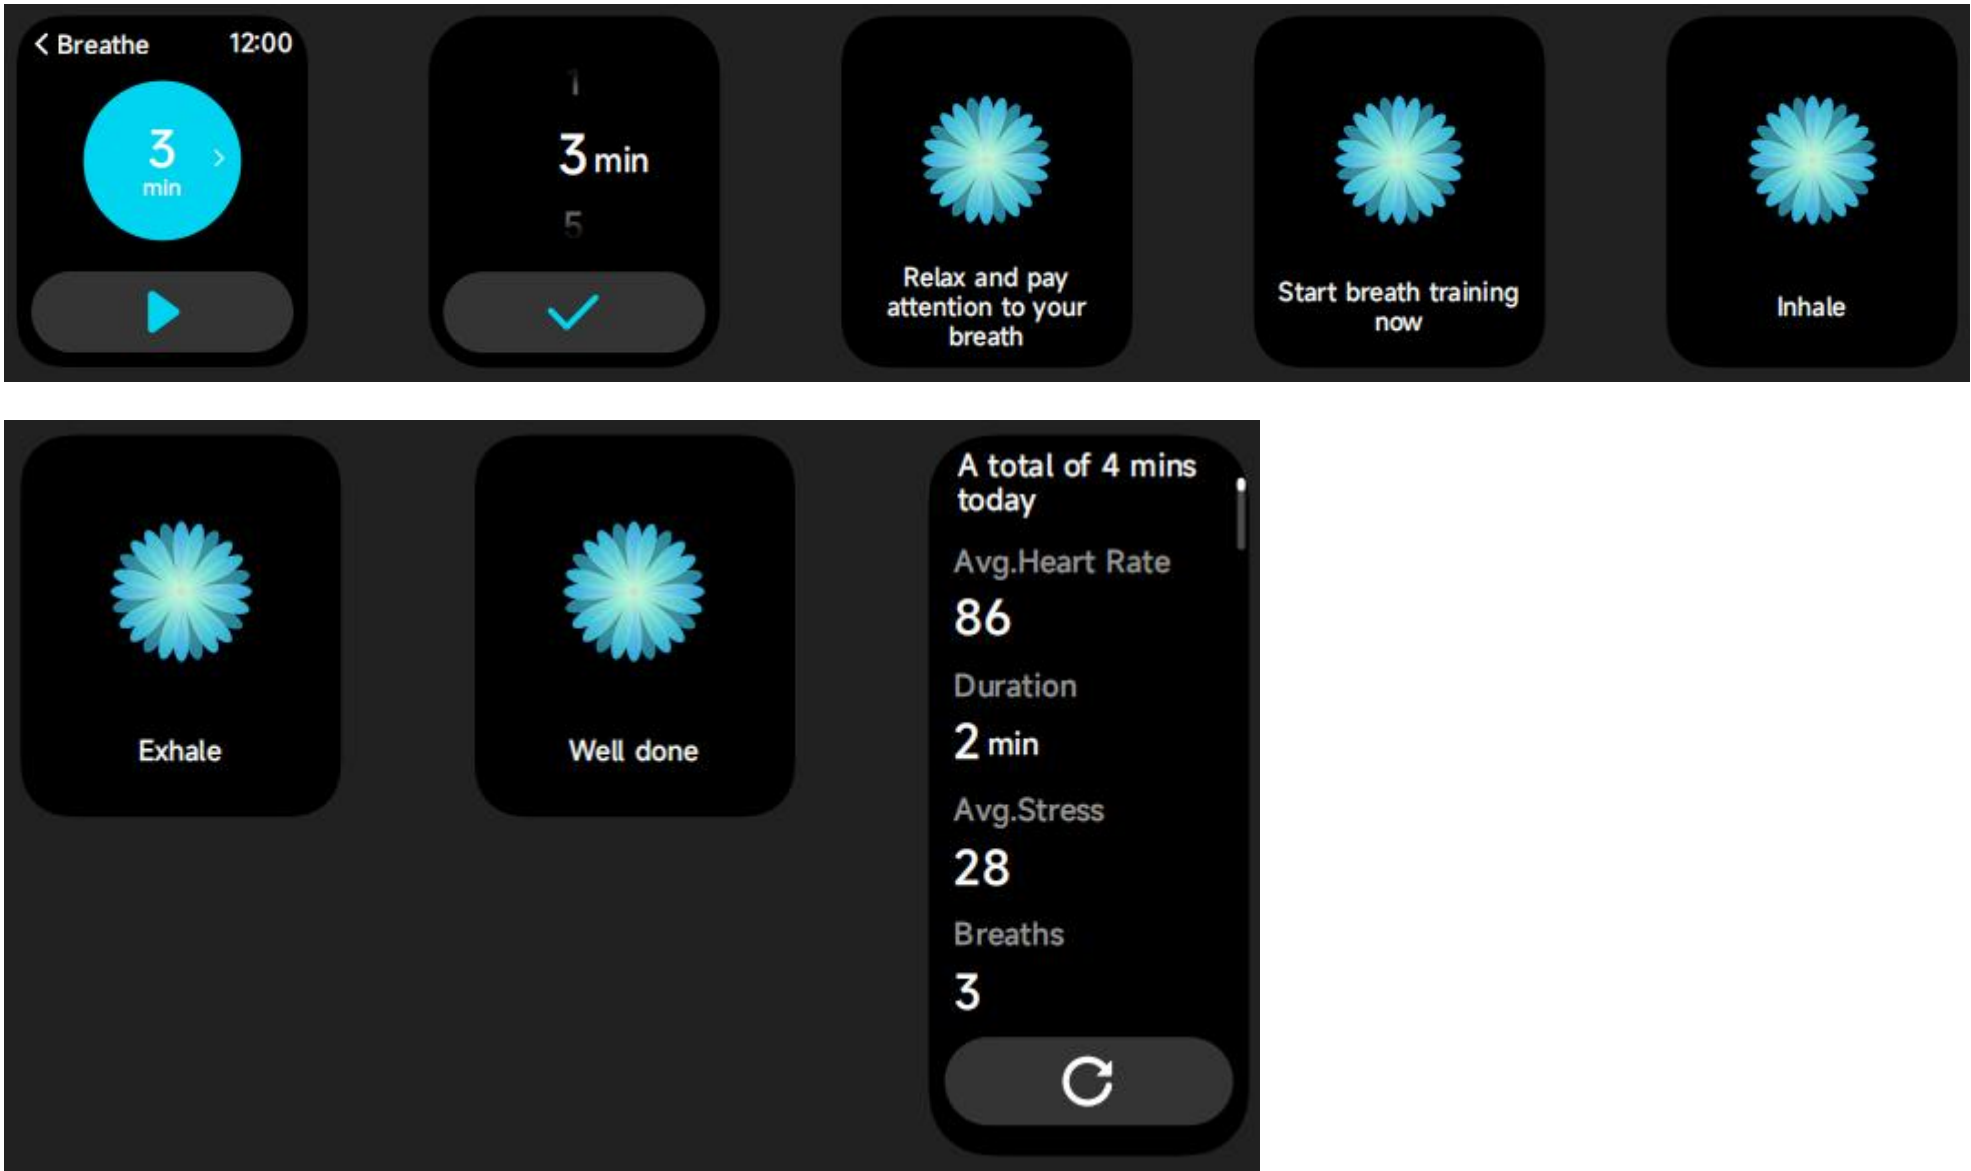 Breathe 12:00
3
min
1
3 min
5
Relax and pay
attention to your
breath
Start breath training
now
Inhale
Exhale
Well done
A total of 4 mins
today
Avg.Heart Rate
86
Duration
2 min
Avg.Stress
28
Breaths
3